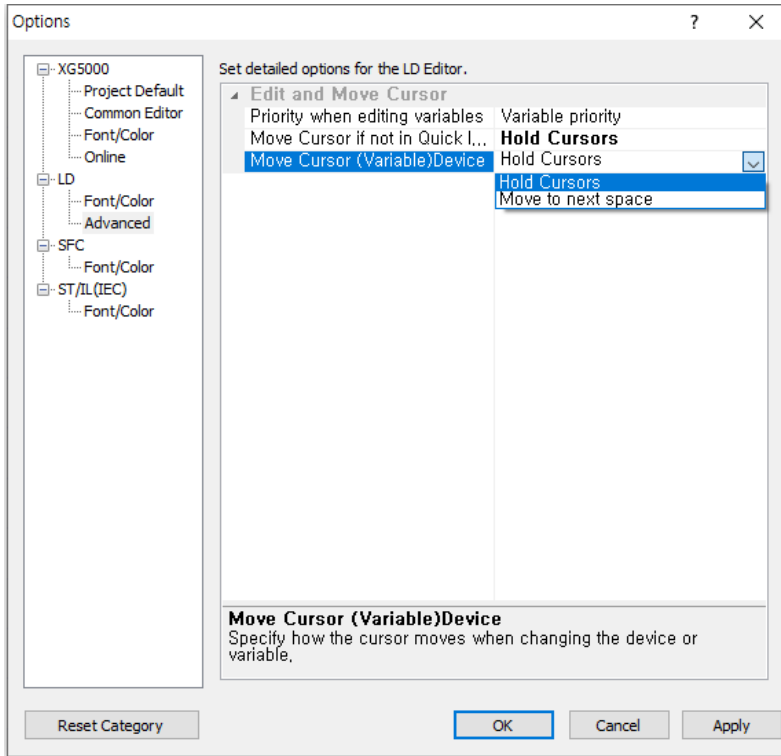 Options
?
XG5000
Project Default
Common Editor
Font/Color
Online
LD
Font/Color
Advanced
SFC
Font/Color
ST/IL(IEC)
Font/Color
Set detailed options for the LD Editor.
Edit and Move Cursor
Priority when editing variables Variable priority
Move Cursor if not in Quick I... Hold Cursors
Move Cursor (Variable)Device Hold Cursors
Hold Cursors
Move to next space
Move Cursor (Variable)Device
Specify how the cursor moves when changing the device or
variable.
Reset Category
OK
Cancel
Apply